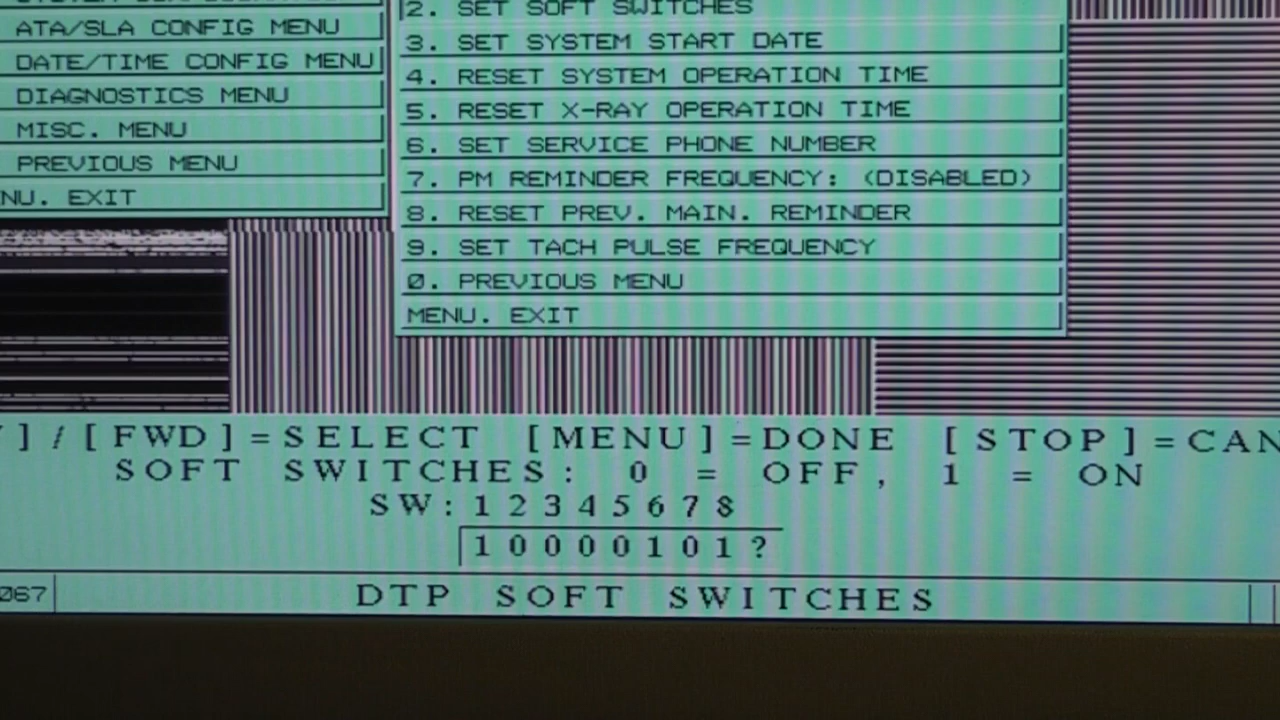 ATA/SLA CONFIG MENU
DATE/TIME CONFIG MENU
DIAGNOSTICS MENU
MISC. MENU
PREVIOUS MENU
NU. EXIT
2. SET SOFT SWITCHES
3. SET SYSTEM START DATE
4. RESET SYSTEM OPERATION TIME
5. RESET X-RAY OPERATION TIME
6. SET SERVICE PHONE NUMBER
7. PM REMINDER FREQUENCY: (DISABLED)
8. RESET PREV. MAIN. REMINDER
9. SET TACH PULSE FREQUENCY
0. PREVIOUS MENU
MENU. EXIT
]/[FWD]=SELECT [MENU]=DONE [STOP]=CAN
SOFT SWITCHES: 0 = OFF, 1 = ON
SW:12345678
10000101?
067 DTP SOFT SWITCHES